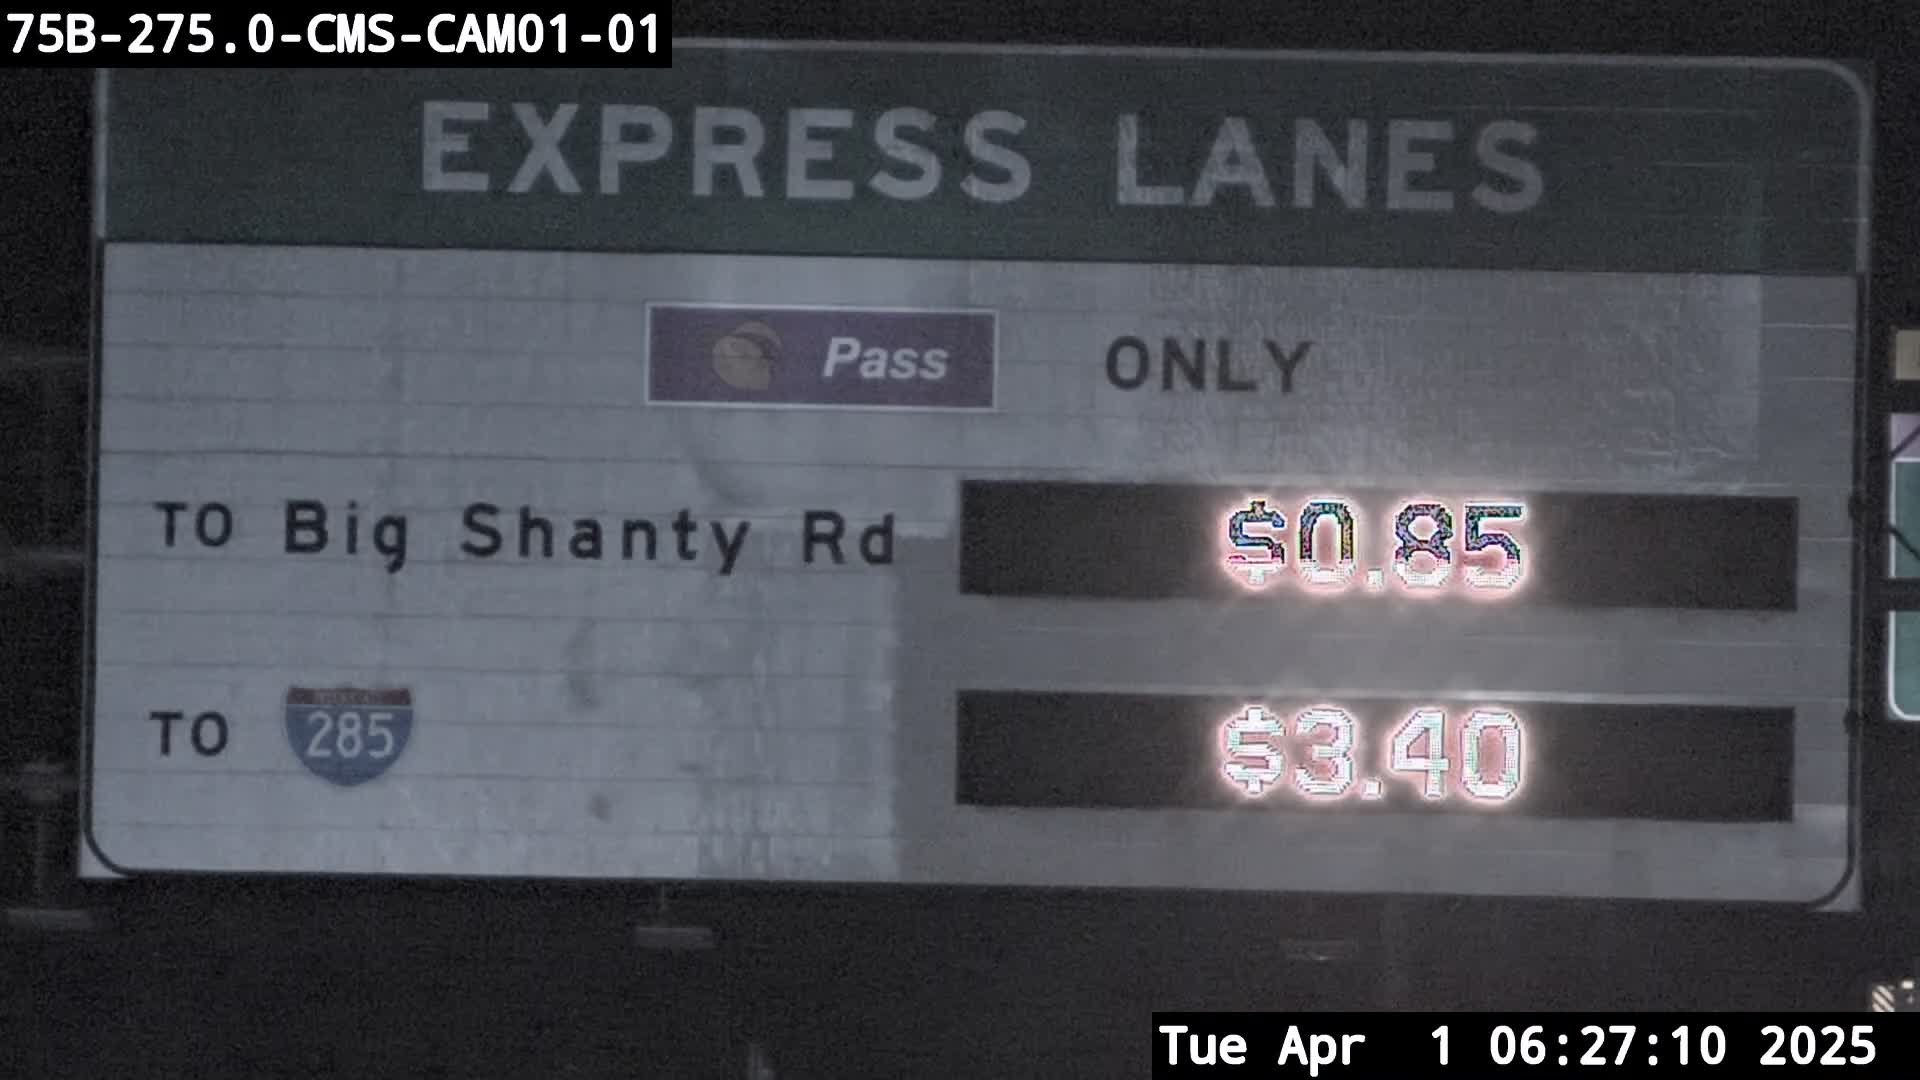 75B-275.0-CMS-CAM01-01
EXPRESS LANES
Pass ONLY
TO Big Shanty Rd $0.85
TO 285 $3.40
Tue Apr 1 06:27:10 2025